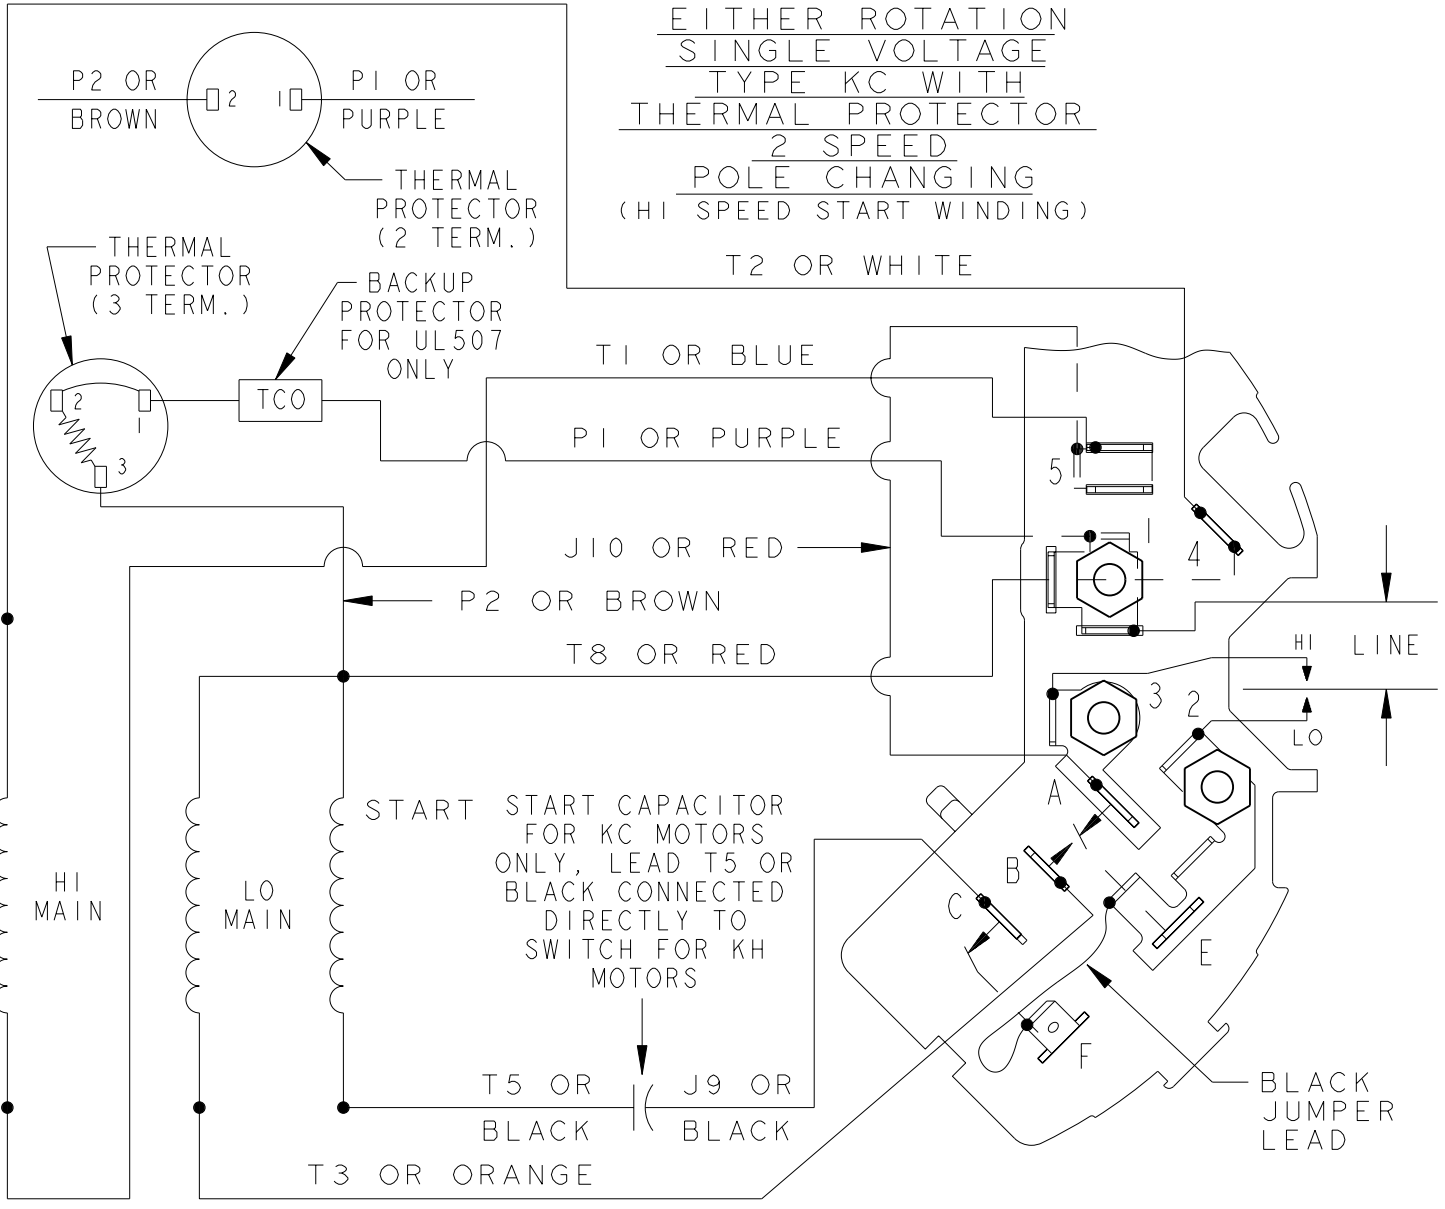 EITHER ROTATION
SINGLE VOLTAGE
TYPE KC WITH
THERMAL PROTECTOR
2 SPEED
POLE CHANGING
(HI SPEED START WINDING)
P2 OR
BROWN
2
1
P1 OR
PURPLE
THERMAL
PROTECTOR
(2 TERM.)
THERMAL
PROTECTOR
(3 TERM.)
BACKUP
PROTECTOR
FOR UL507
ONLY
T2 OR WHITE
T1 OR BLUE
2
1
3
TCO
P1 OR PURPLE
5
1
4
J10 OR RED
P2 OR BROWN
T8 OR RED
HI
LINE
LO
3
2
A
B
C
E
F
START
START CAPACITOR
FOR KC MOTORS
ONLY, LEAD T5 OR
BLACK CONNECTED
DIRECTLY TO
SWITCH FOR KH
MOTORS
HI
MAIN
LO
MAIN
T5 OR
BLACK
J9 OR
BLACK
T3 OR ORANGE
BLACK
JUMPER
LEAD